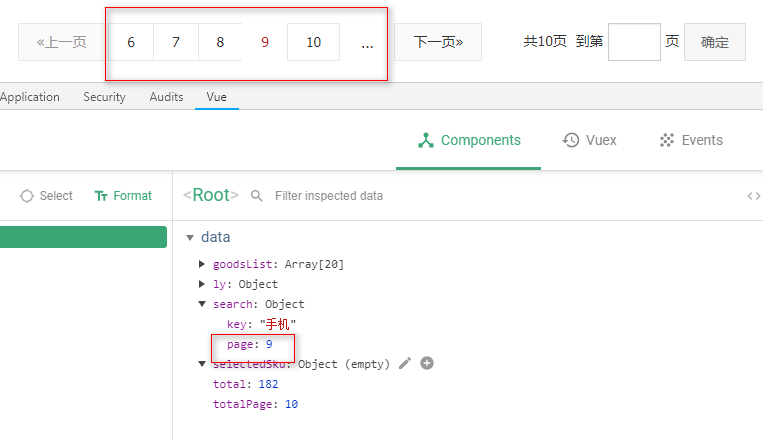 «上一页 6 7 8 9 10 ... 下一页» 共10页 到第 页 确定
Application Security Audits Vue
Components Vuex Events
Select Format <Root> Filter inspected data <>
data
goodsList: Array[20]
ly: Object
search: Object
key: "手机"
page: 9
selectedSku: Object (empty)
total: 182
totalPage: 10